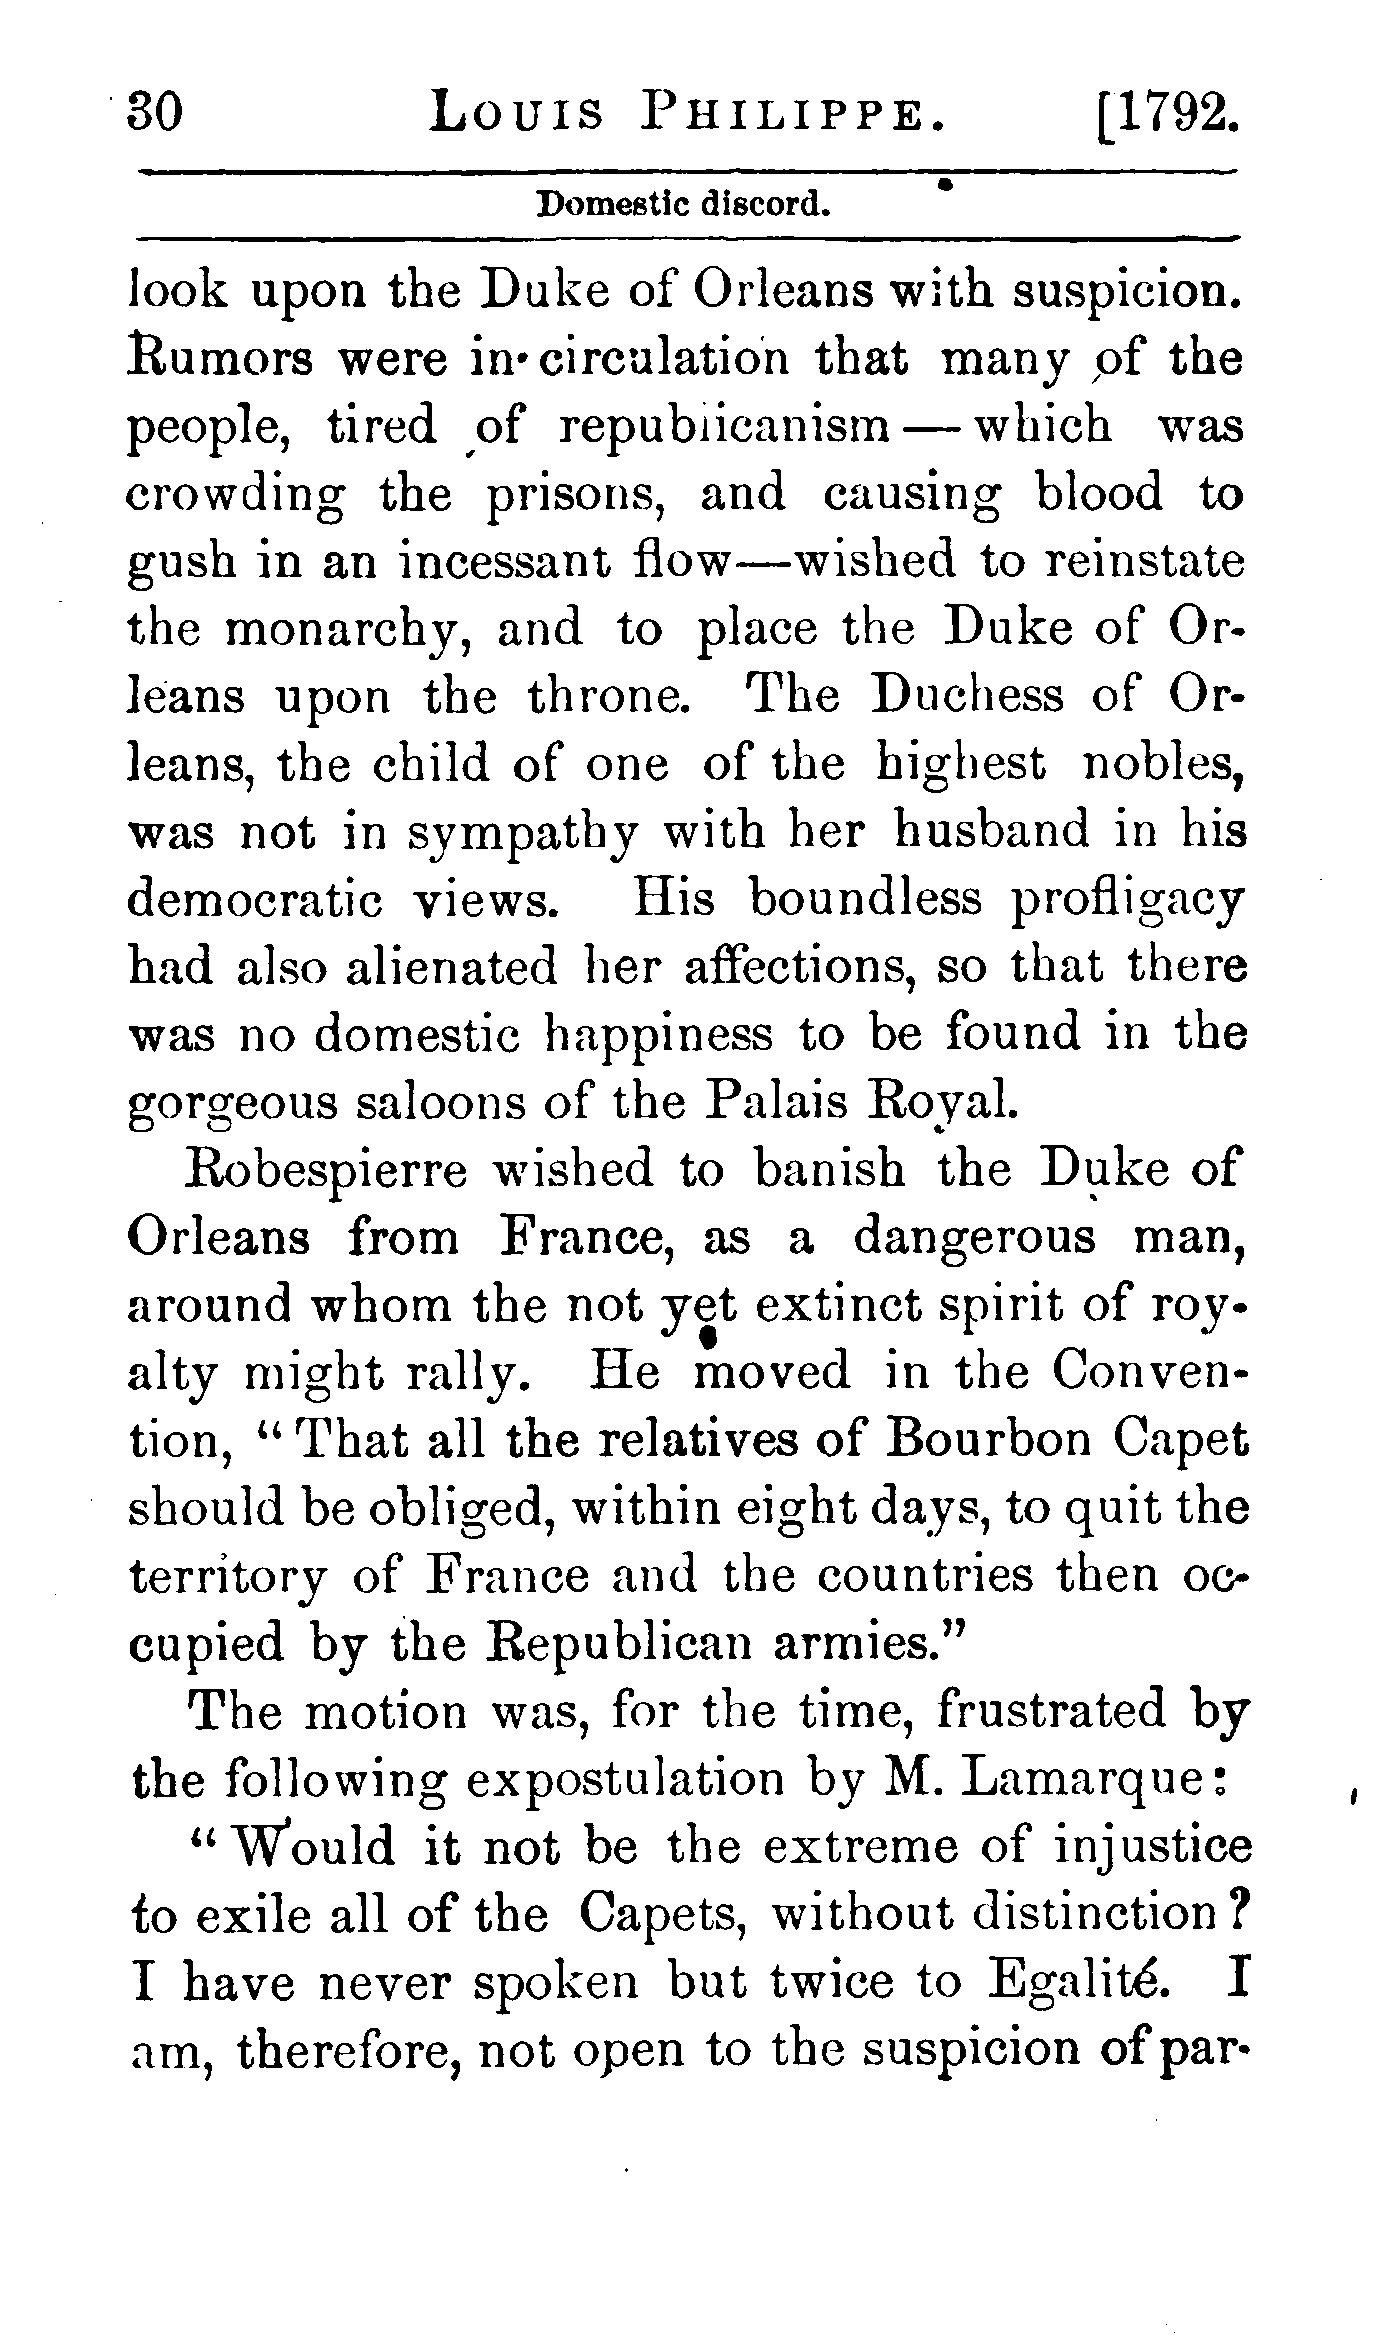 30 LOUIS PHILIPPE. [1792.
Domestic discord.
look upon the Duke of Orleans with suspicion.
Rumors were in circulation that many of the
people, tired of republicanism — which was
crowding the prisons, and causing blood to
gush in an incessant flow—wished to reinstate
the monarchy, and to place the Duke of Or-
leans upon the throne. The Duchess of Or-
leans, the child of one of the highest nobles,
was not in sympathy with her husband in his
democratic views. His boundless profligacy
had also alienated her affections, so that there
was no domestic happiness to be found in the
gorgeous saloons of the Palais Royal.
Robespierre wished to banish the Duke of
Orleans from France, as a dangerous man,
around whom the not yet extinct spirit of roy-
alty might rally. He moved in the Conven-
tion, "That all the relatives of Bourbon Capet
should be obliged, within eight days, to quit the
territory of France and the countries then oc-
cupied by the Republican armies."
The motion was, for the time, frustrated by
the following expostulation by M. Lamarque:
"Would it not be the extreme of injustice
to exile all of the Capets, without distinction?
I have never spoken but twice to Egalité. I
am, therefore, not open to the suspicion of par-